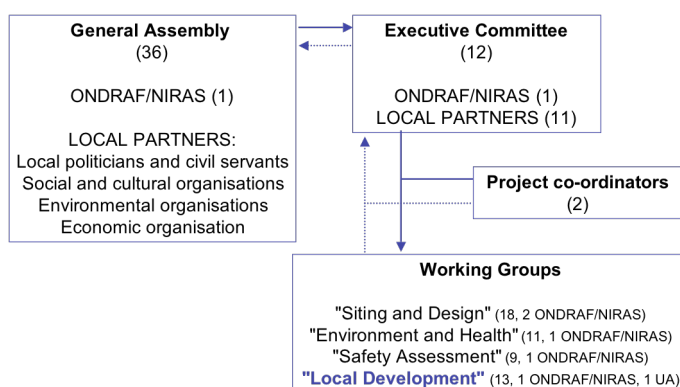 General Assembly
(36)
ONDRAF/NIRAS (1)
LOCAL PARTNERS:
Local politicians and civil servants
Social and cultural organisations
Environmental organisations
Economic organisation
Executive Committee
(12)
ONDRAF/NIRAS (1)
LOCAL PARTNERS (11)
Project co-ordinators
(2)
Working Groups
"Siting and Design" (18, 2 ONDRAF/NIRAS)
"Environment and Health" (11, 1 ONDRAF/NIRAS)
"Safety Assessment" (9, 1 ONDRAF/NIRAS)
"Local Development" (13, 1 ONDRAF/NIRAS, 1 UA)